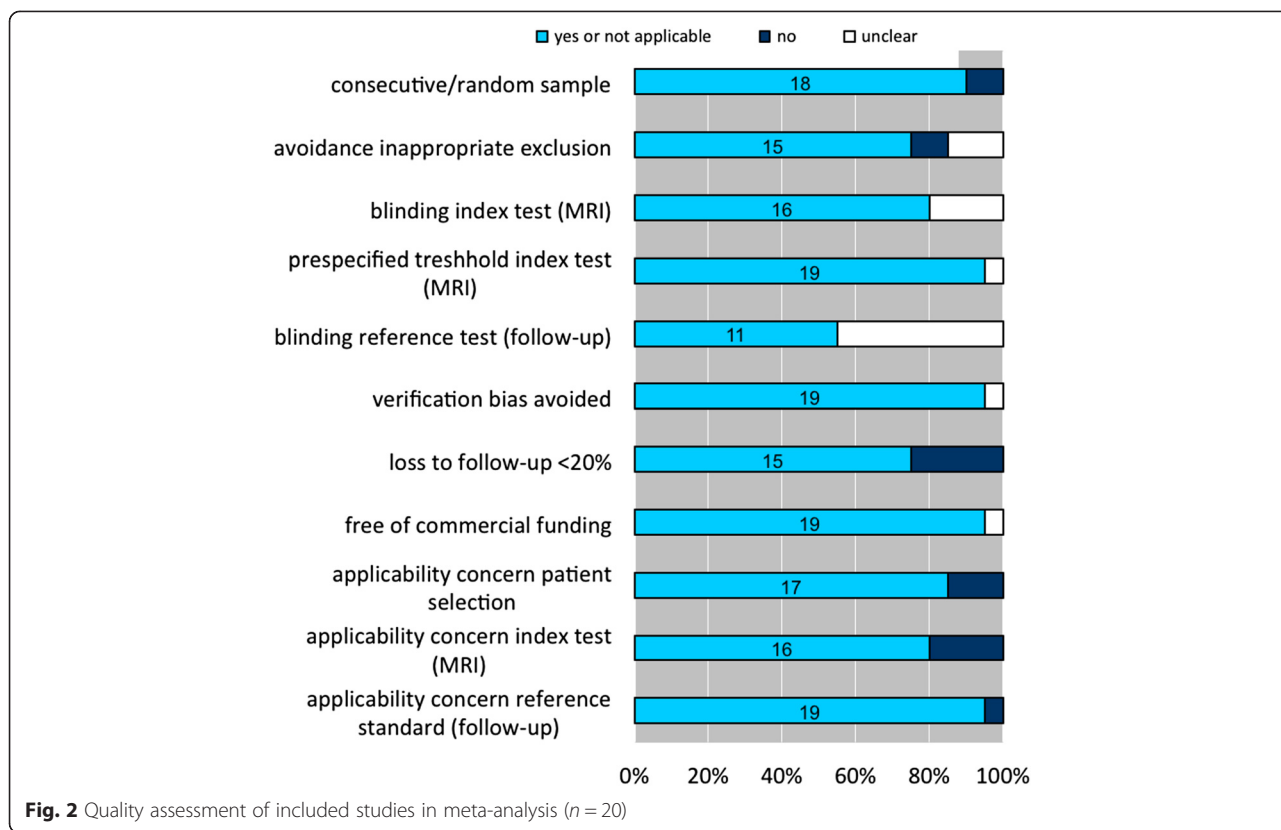 yes or not applicable no unclear
consecutive/random sample 18
avoidance inappropriate exclusion 15
blinding index test (MRI) 16
prespecified treshhold index test
(MRI) 19
blinding reference test (follow-up) 11
verification bias avoided 19
loss to follow-up <20% 15
free of commercial funding 19
applicability concern patient
selection 17
applicability concern index test
(MRI) 16
applicability concern reference
standard (follow-up) 19
0% 20% 40% 60% 80% 100%
Fig. 2 Quality assessment of included studies in meta-analysis (n = 20)